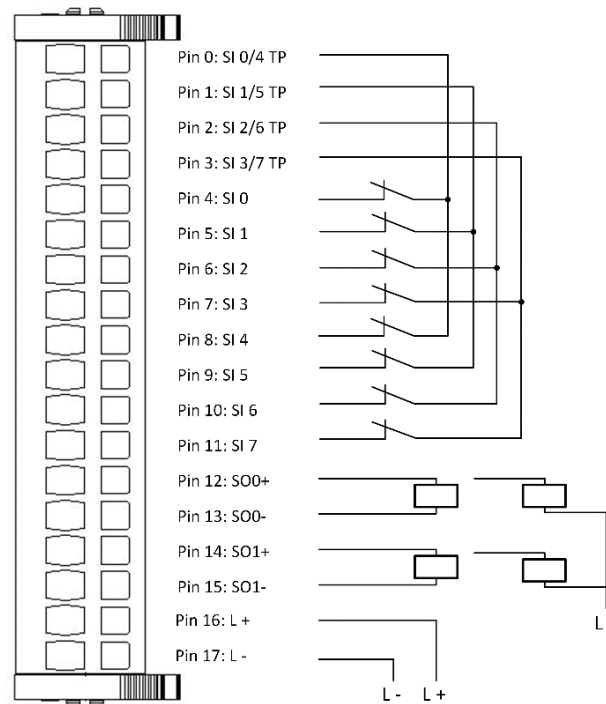 Pin 0: SI 0/4 TP
Pin 1: SI 1/5 TP
Pin 2: SI 2/6 TP
Pin 3: SI 3/7 TP
Pin 4: SI 0
Pin 5: SI 1
Pin 6: SI 2
Pin 7: SI 3
Pin 8: SI 4
Pin 9: SI 5
Pin 10: SI 6
Pin 11: SI 7
Pin 12: SO0+
Pin 13: SO0-
Pin 14: SO1+
Pin 15: SO1-
Pin 16: L +
Pin 17: L -
L - L +
L